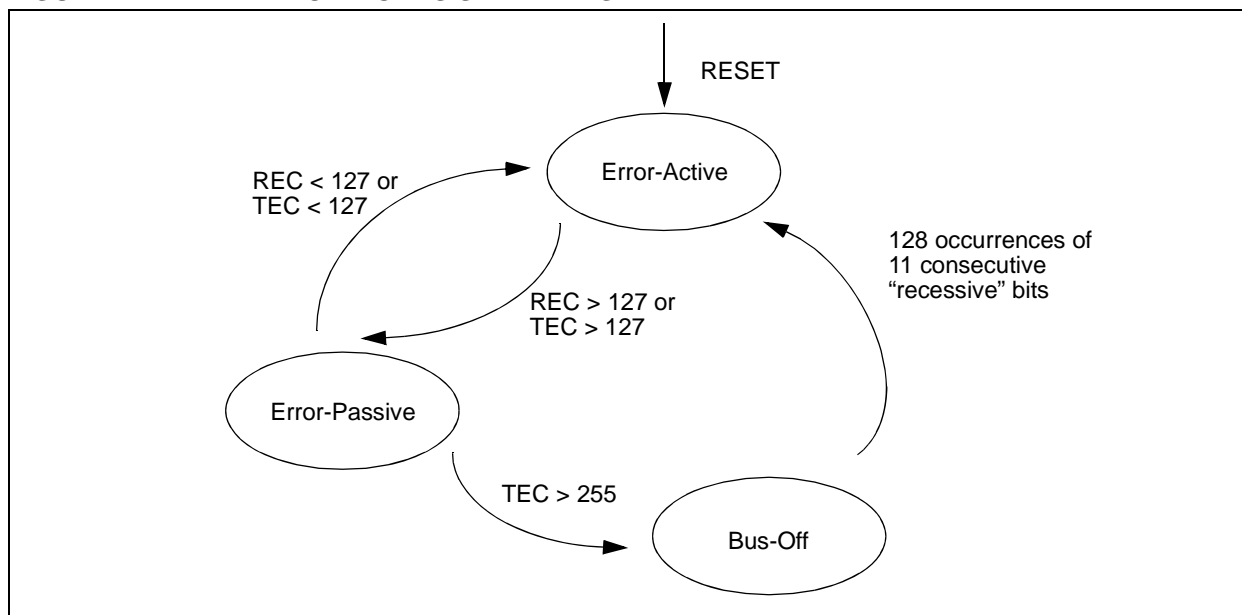 RESET
Error-Active
REC < 127 or
TEC < 127
128 occurrences of
11 consecutive
“recessive” bits
REC > 127 or
TEC > 127
Error-Passive
TEC > 255
Bus-Off